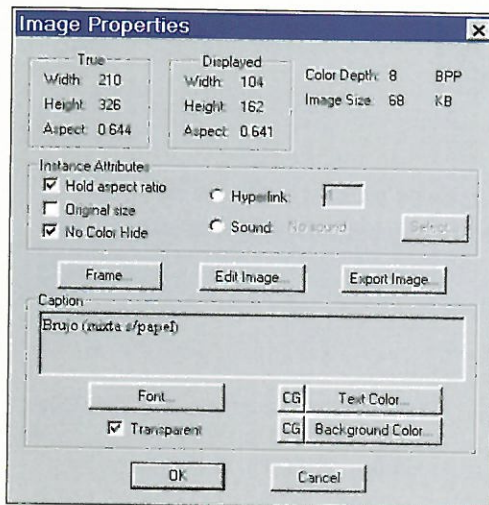 Image Properties
True
Width: 210
Height: 326
Aspect: 0.644
Displayed
Width: 104
Height: 162
Aspect: 0.641
Color Depth: 8 BPP
Image Size: 68 KB
Instance Attributes
Hold aspect ratio
Original size
No Color Hide
Hyperlink:
Sound: No sound Select...
Frame... Edit Image... Export Image...
Caption
Brujo (mixta s/papel)
Font... CG Text Color...
Transparent CG Background Color...
OK Cancel